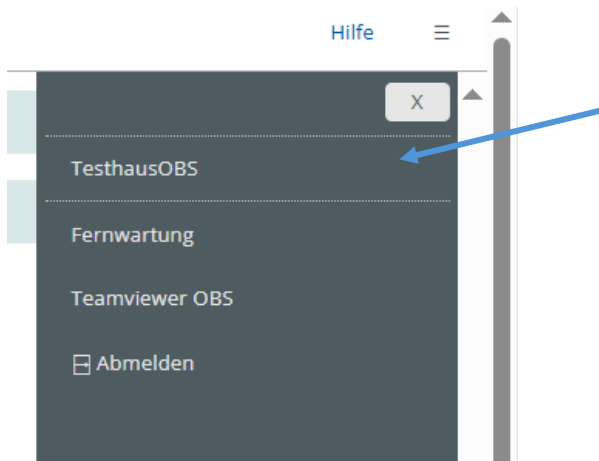 Hilfe ☰
X
TesthausOBS
Fernwartung
Teamviewer OBS
Abmelden